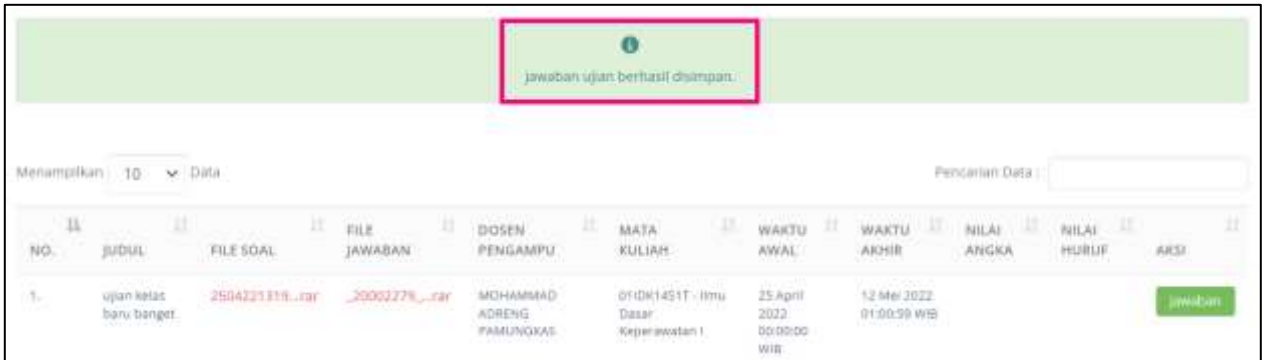 jawaban ujian berhasil disimpan.
Menampilkan 10 Data
Pencarian Data :
NO.
JUDUL
FILE SOAL
FILE
JAWABAN
DOSEN
PENGAMPU
MATA
KULIAH
WAKTU
AWAL
WAKTU
AKHIR
NILAI
ANGKA
NILAI
HURUF
AKSI
1.
ujian kelas
baru banget
2504221319...rar
_20002279_...rar
MOHAMMAD
ADRENG
PAMUNGKAS
01IDK14S1T - Ilmu
Dasar
Keperawatan I
25 April
2022
00:00:00
WIB
12 Mei 2022
01:00:59 WIB
Jawaban